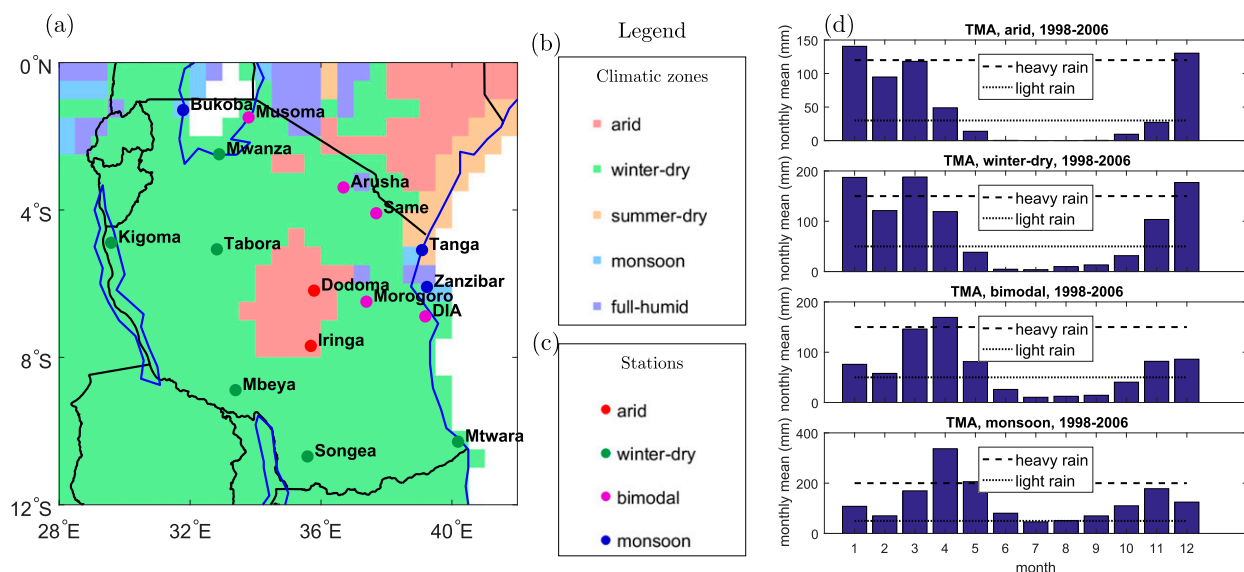 (a)
0°N
4°S
8°S
12°S
28°E
32°E
36°E
40°E
Bukoba
Musoma
Mwanza
Arusha
Same
Kigoma
Tabora
Tanga
Dodoma
Zanzibar
Morogoro
DIA
Iringa
Mbeya
Songea
Mtwara
Legend
(b)
Climatic zones
arid
winter-dry
summer-dry
monsoon
full-humid
(c)
Stations
arid
winter-dry
bimodal
monsoon
(d)
TMA, arid, 1998-2006
monthly mean (mm)
150
100
50
0
heavy rain
light rain
TMA, winter-dry, 1998-2006
monthly mean (mm)
200
100
0
heavy rain
light rain
TMA, bimodal, 1998-2006
monthly mean (mm)
200
100
0
heavy rain
light rain
TMA, monsoon, 1998-2006
monthly mean (mm)
400
200
0
heavy rain
light rain
1 2 3 4 5 6 7 8 9 10 11 12
month